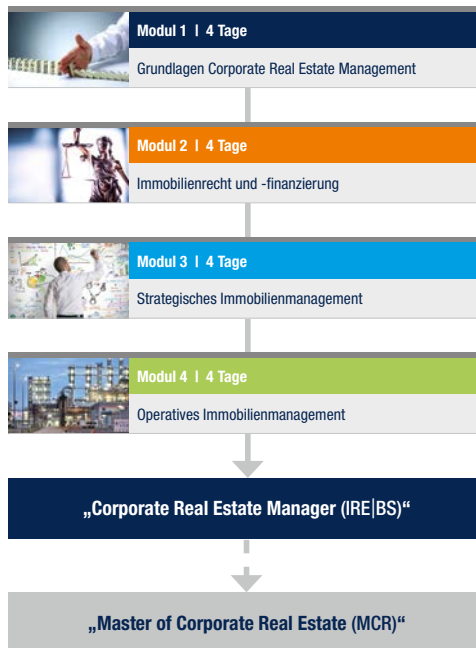 Modul 1 | 4 Tage
Grundlagen Corporate Real Estate Management
Modul 2 | 4 Tage
Immobilienrecht und -finanzierung
Modul 3 | 4 Tage
Strategisches Immobilienmanagement
Modul 4 | 4 Tage
Operatives Immobilienmanagement
„Corporate Real Estate Manager (IRE|BS)“
„Master of Corporate Real Estate (MCR)“